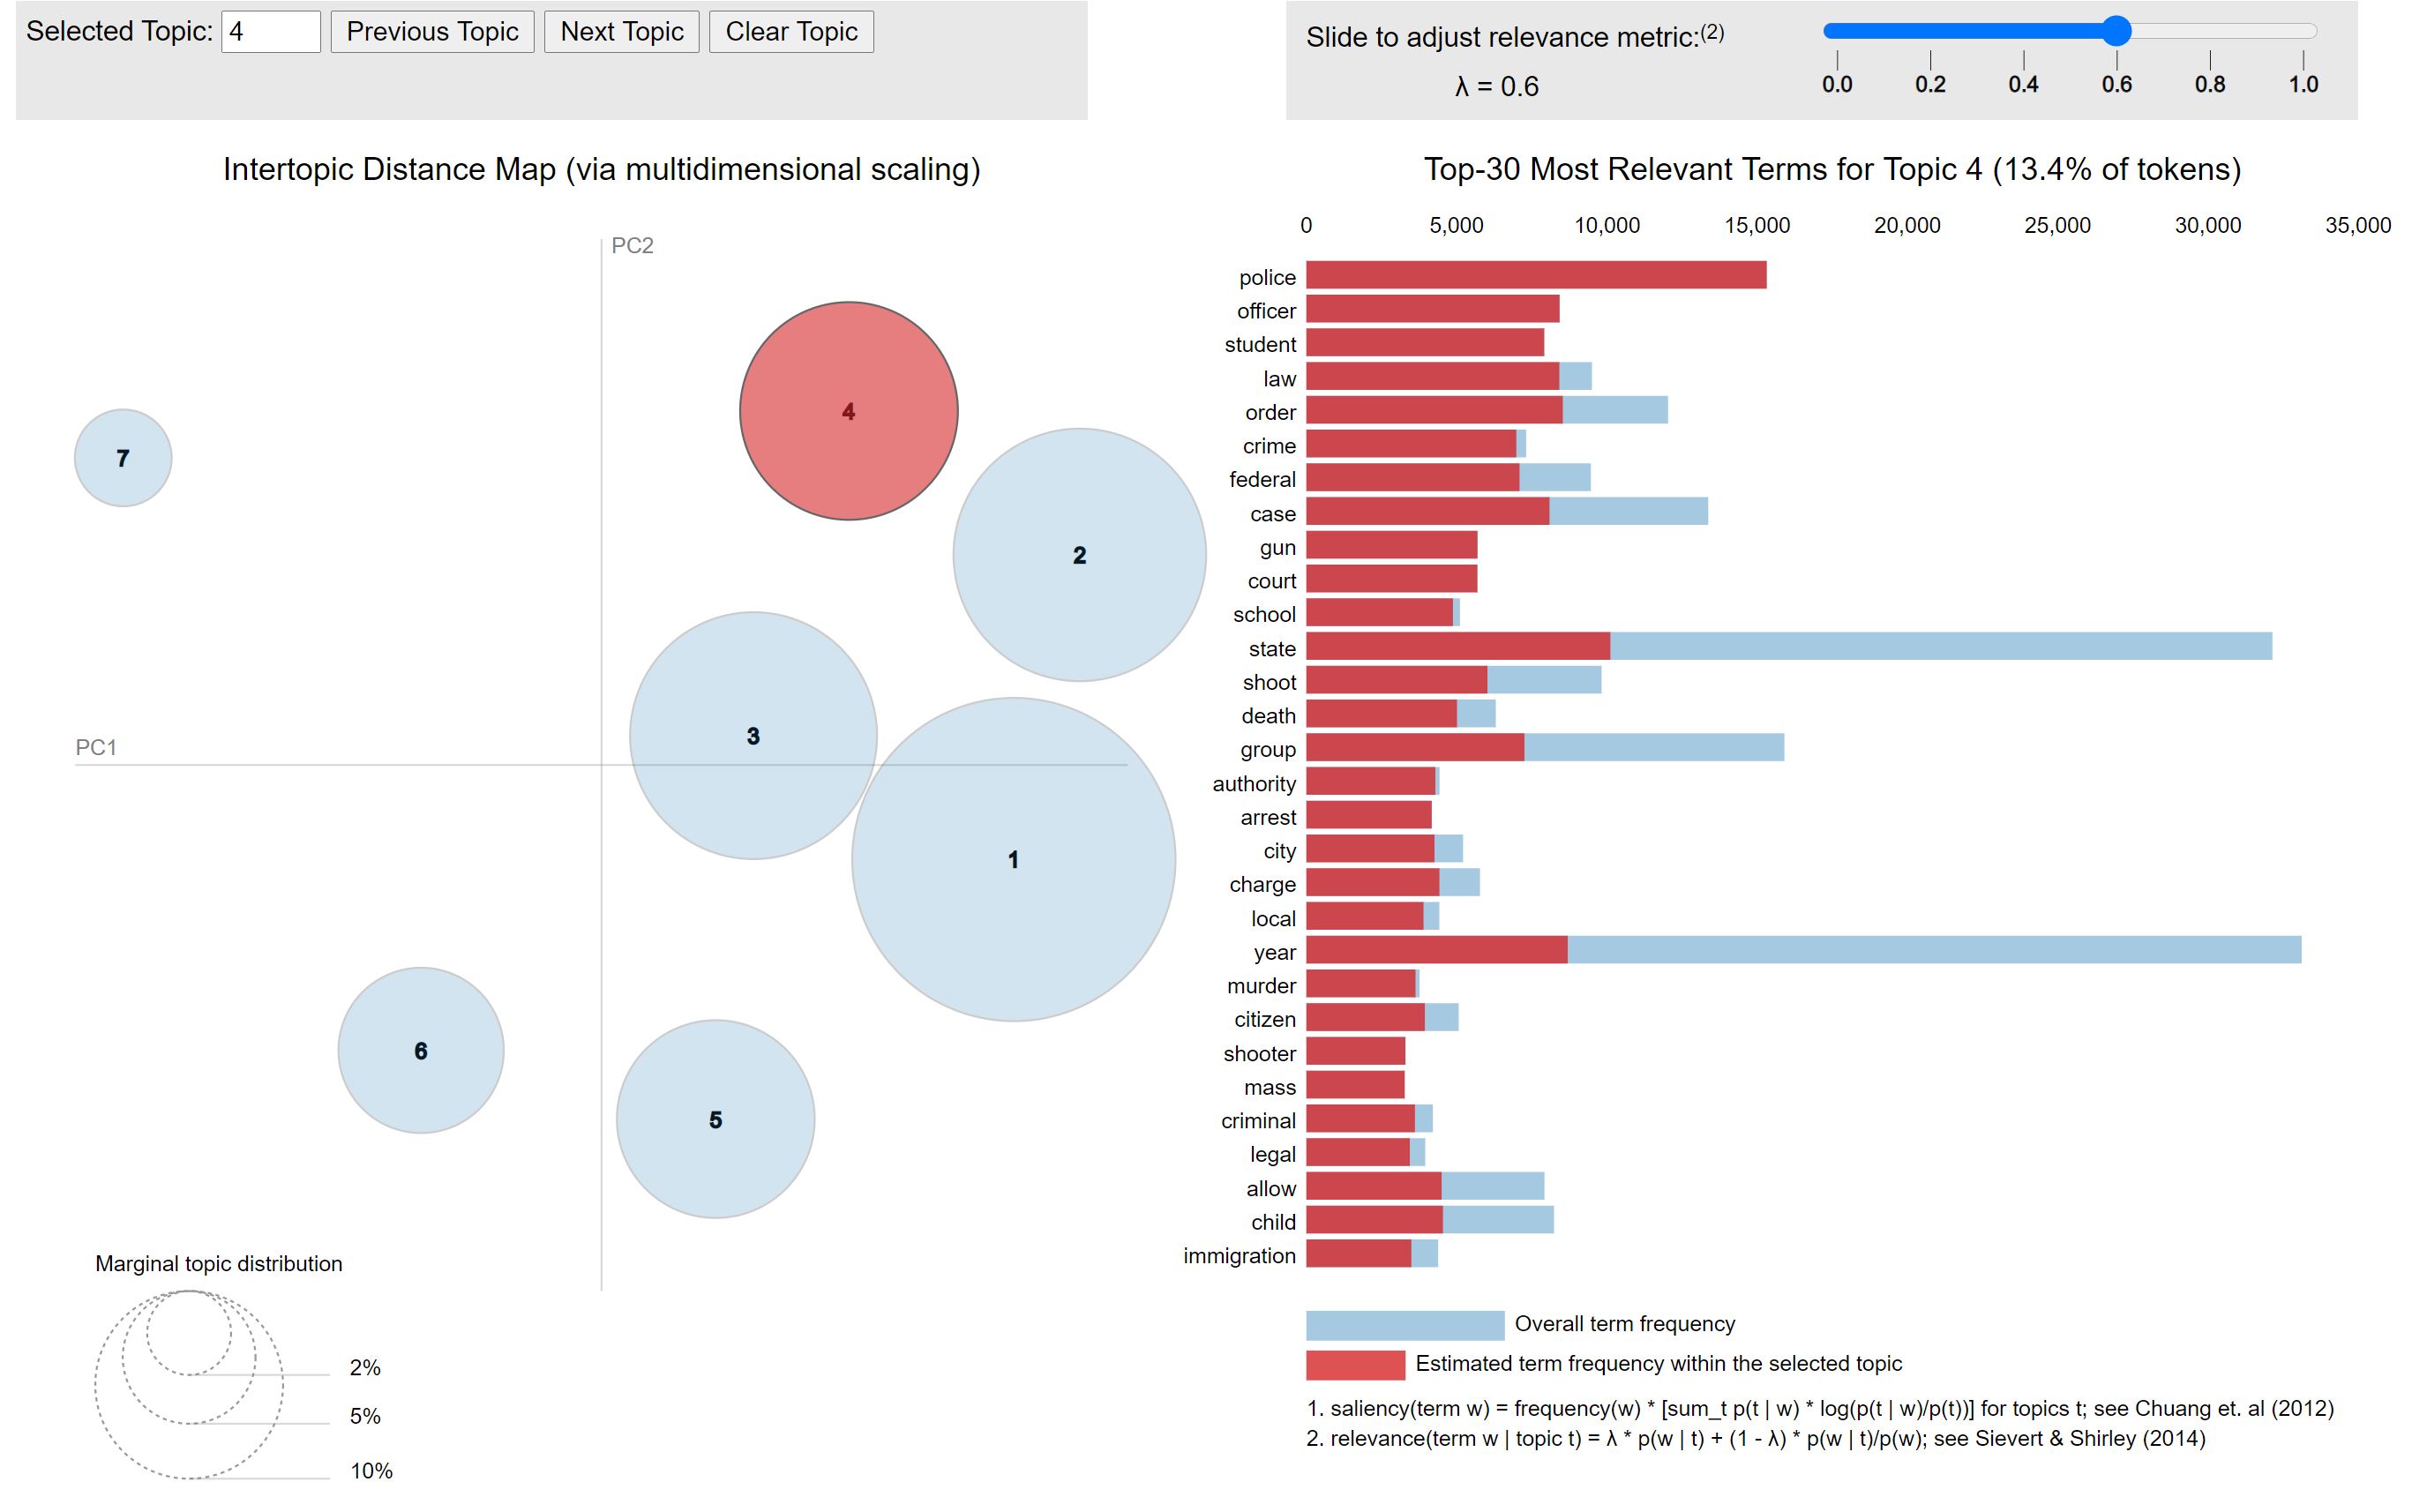 Selected Topic: 4 Previous Topic Next Topic Clear Topic
Slide to adjust relevance metric:(2)
λ = 0.6
0.0 0.2 0.4 0.6 0.8 1.0
Intertopic Distance Map (via multidimensional scaling)
PC2
PC1
4
7
2
3
1
6
5
Marginal topic distribution
2%
5%
10%
Top-30 Most Relevant Terms for Topic 4 (13.4% of tokens)
0 5,000 10,000 15,000 20,000 25,000 30,000 35,000
police
officer
student
law
order
crime
federal
case
gun
court
school
state
shoot
death
group
authority
arrest
city
charge
local
year
murder
citizen
shooter
mass
criminal
legal
allow
child
immigration
Overall term frequency
Estimated term frequency within the selected topic
1. saliency(term w) = frequency(w) * [sum_t p(t | w) * log(p(t | w)/p(t))] for topics t; see Chuang et. al (2012)
2. relevance(term w | topic t) = λ * p(w | t) + (1 - λ) * p(w | t)/p(w); see Sievert & Shirley (2014)